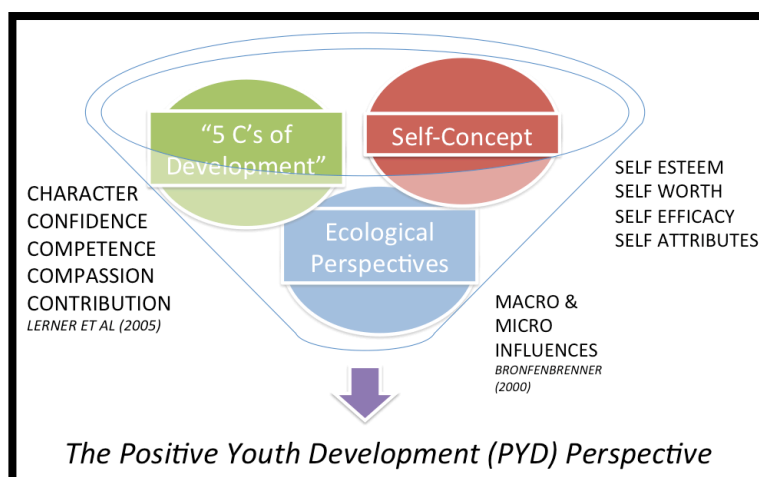 “5 C’s of
Development”
Self-Concept
Ecological
Perspectives
CHARACTER
CONFIDENCE
COMPETENCE
COMPASSION
CONTRIBUTION
LERNER ET AL (2005)
SELF ESTEEM
SELF WORTH
SELF EFFICACY
SELF ATTRIBUTES
MACRO &
MICRO
INFLUENCES
BRONFENBRENNER
(2000)
The Positive Youth Development (PYD) Perspective